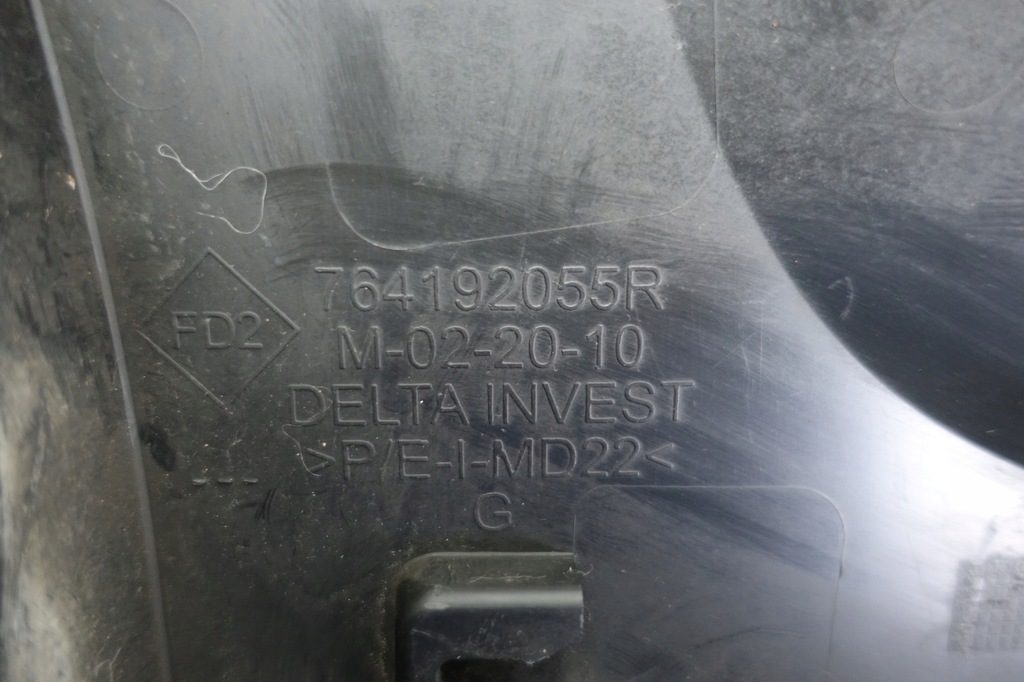 764192055R
FD2
M-02-20-10
DELTA INVEST
>P/E-I-MD22<
---
G